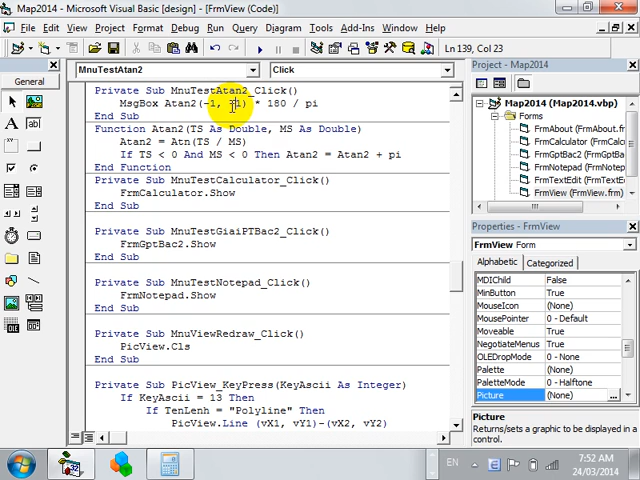 Map2014 - Microsoft Visual Basic [design] - [FrmView (Code)]
File Edit View Project Format Debug Run Query Diagram Tools Add-Ins Window Help
Ln 139, Col 23
MnuTestAtan2
Click
General
Private Sub MnuTestAtan2_Click()
MsgBox Atan2(-1, -1) * 180 / pi
End Sub
Function Atan2(TS As Double, MS As Double)
Atan2 = Atn(TS / MS)
If TS < 0 And MS < 0 Then Atan2 = Atan2 + pi
End Function
Private Sub MnuTestCalculator_Click()
FrmCalculator.Show
End Sub
Private Sub MnuTestGiaiPTBac2_Click()
FrmGptBac2.Show
End Sub
Private Sub MnuTestNotepad_Click()
FrmNotepad.Show
End Sub
Private Sub MnuViewRedraw_Click()
PicView.Cls
End Sub
Private Sub PicView_KeyPress(KeyAscii As Integer)
If KeyAscii = 13 Then
If TenLenh = "Polyline" Then
PicView.Line (vX1, vY1)-(vX2, vY2)
Project - Map2014
Map2014 (Map2014.vbp)
Forms
FrmAbout (FrmAbout.frm)
FrmCalculator (FrmCalculator
FrmGptBac2 (FrmGptBac2.
FrmNotepad (FrmNotepad.
FrmTextEdit (FrmTextEdit.
FrmView (FrmView.frm)
Properties - FrmView
FrmView Form
Alphabetic Categorized
MDIChild False
MinButton True
MouseIcon (None)
MousePointer 0 - Default
Moveable True
NegotiateMenus True
OLEDropMode 0 - None
Palette (None)
PaletteMode 0 - Halftone
Picture (None)
Picture
Returns/sets a graphic to be displayed in a control.
EN
7:52 AM
23/04/2014